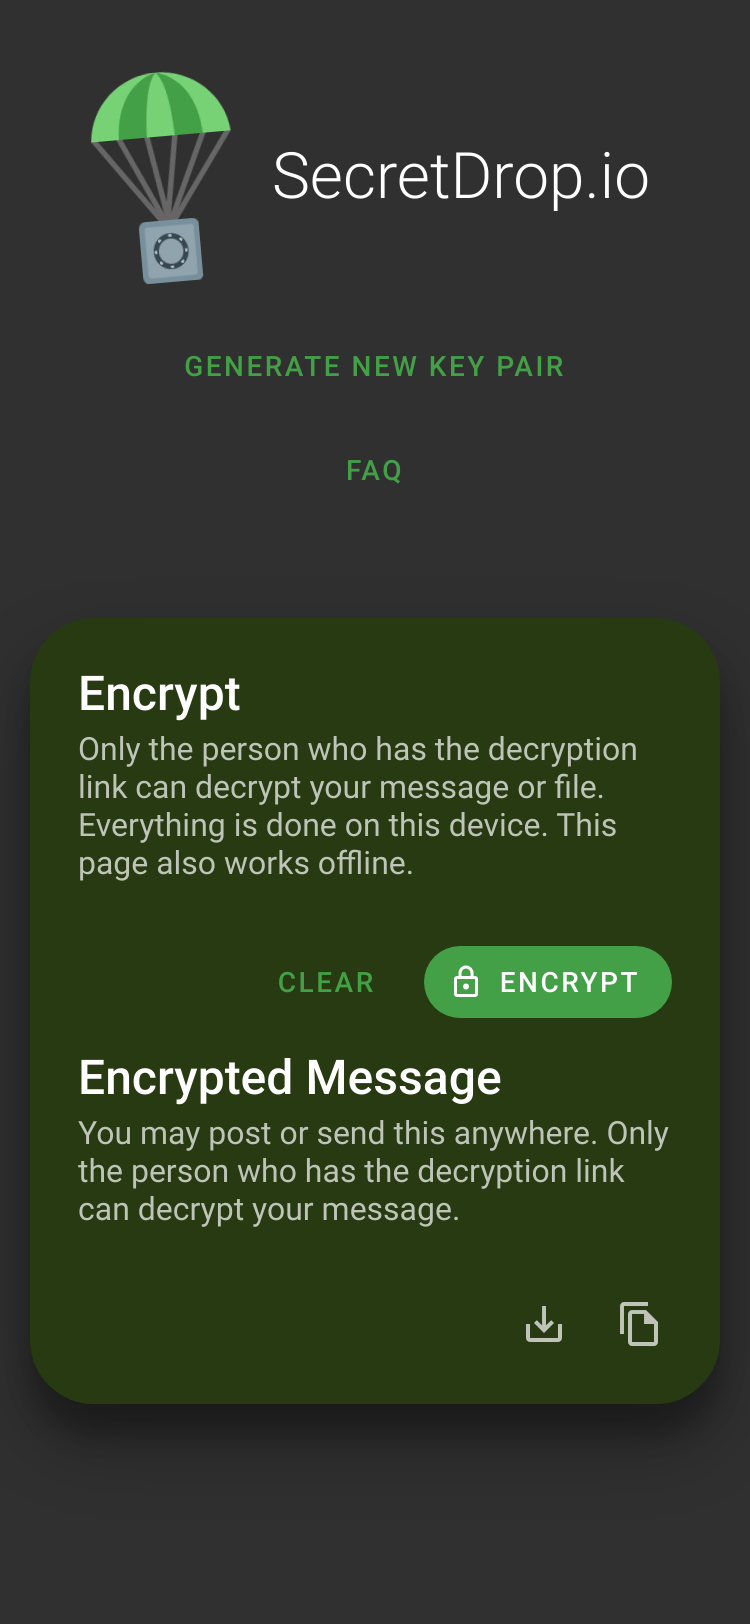 SecretDrop.io
GENERATE NEW KEY PAIR
FAQ
Encrypt
Only the person who has the decryption
link can decrypt your message or file.
Everything is done on this device. This
page also works offline.
CLEAR
ENCRYPT
Encrypted Message
You may post or send this anywhere. Only
the person who has the decryption link
can decrypt your message.